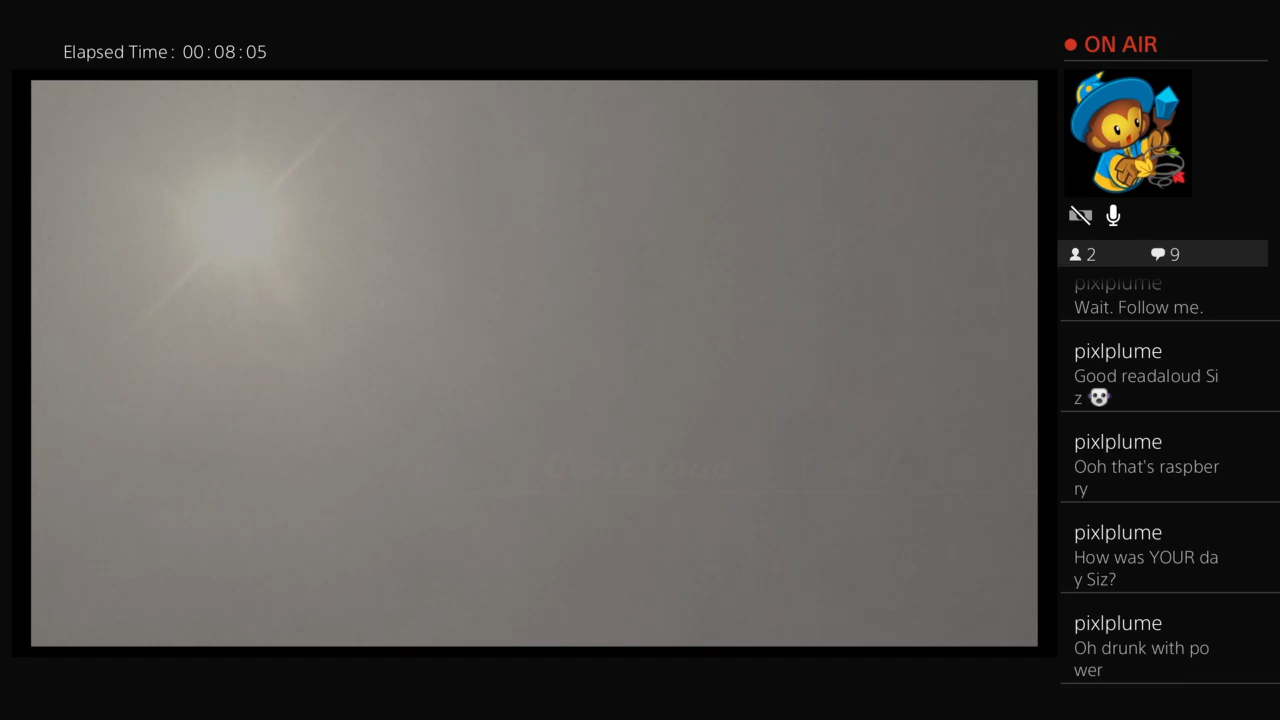 Elapsed Time: 00:08:05
ON AIR
2
9
pixlplume
Wait. Follow me.
pixlplume
Good readaloud Si
z
pixlplume
Ooh that's raspber
ry
pixlplume
How was YOUR da
y Siz?
pixlplume
Oh drunk with po
wer